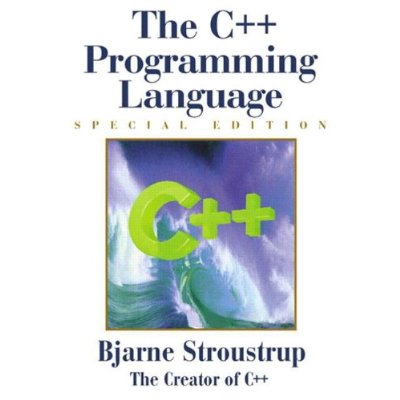 The C++
Programming
Language
SPECIAL EDITION
C++
Bjarne Stroustrup
The Creator of C++